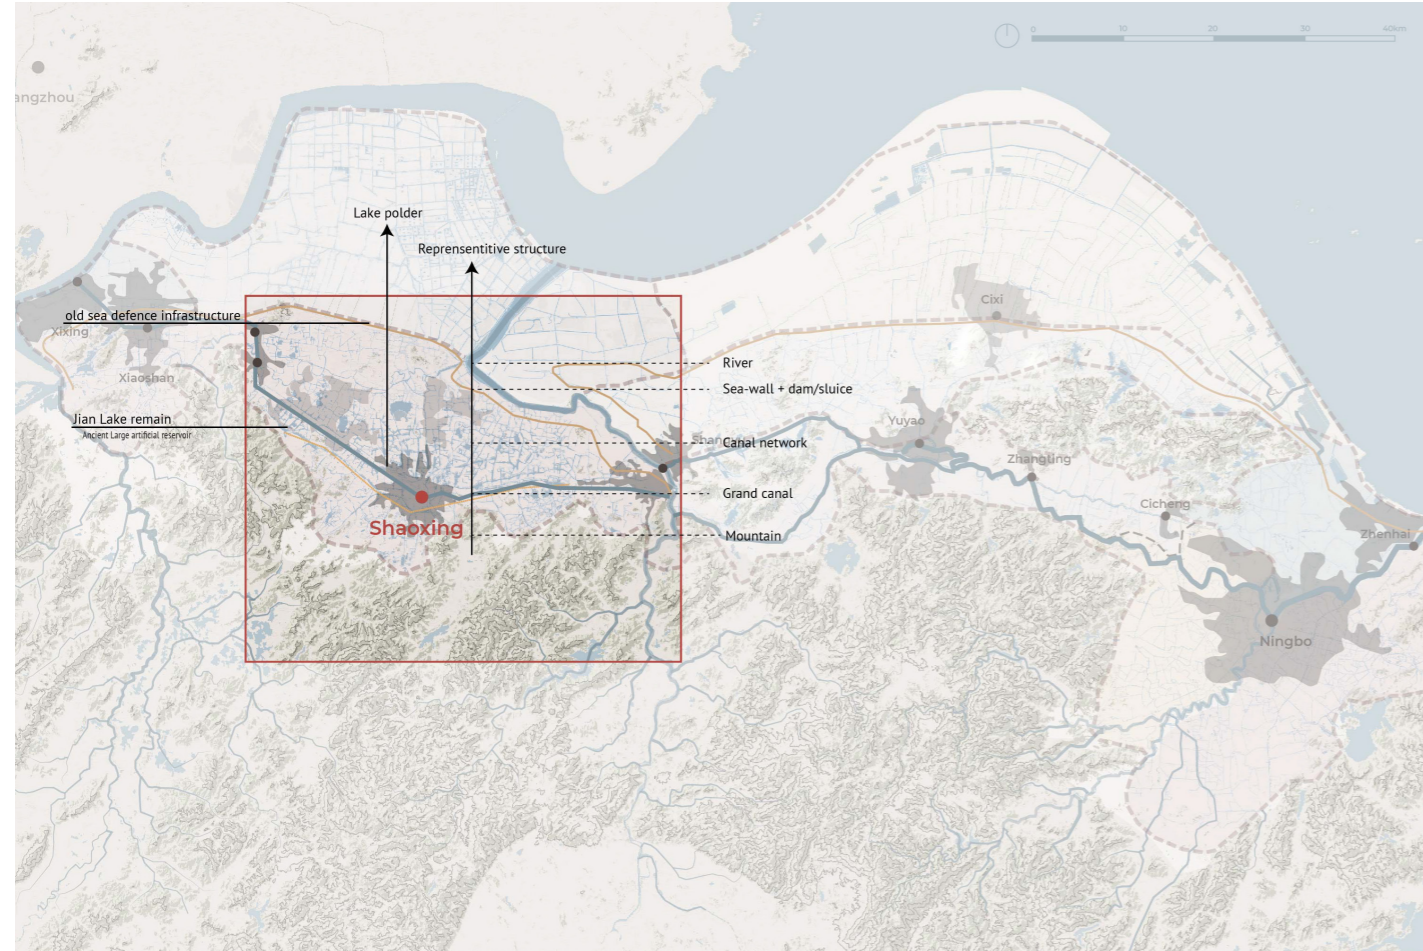 0 10 20 30 40km
angzhou
Lake polder
Reprensentitive structure
Cixi
old sea defence infrastructure
Xixing
Xiaoshan
River
Sea-wall + dam/sluice
Jian Lake remain
Ancient Large artificial reservoir
Yuyao
Canal network
Zhangling
Grand canal
Cicheng
Shaoxing
Mountain
Zhenhai
Ningbo